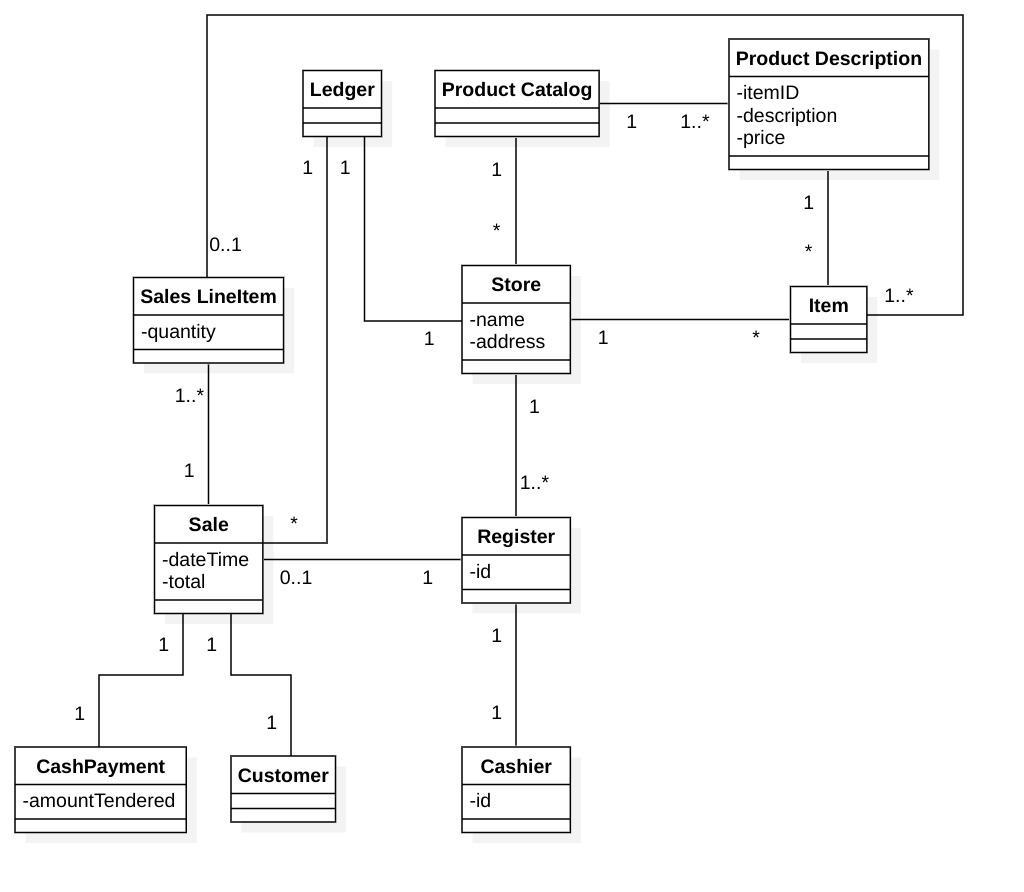 Product Description
-itemID
-description
-price
Ledger
Product Catalog
1
1..*
1
1
1
*
1
*
0..1
Sales LineItem
-quantity
Store
-name
-address
Item
1..*
1
1
*
1..*
1
1
1..*
Sale
-dateTime
-total
*
0..1
1
Register
-id
1
1
1
1
1
1
CashPayment
-amountTendered
Customer
Cashier
-id